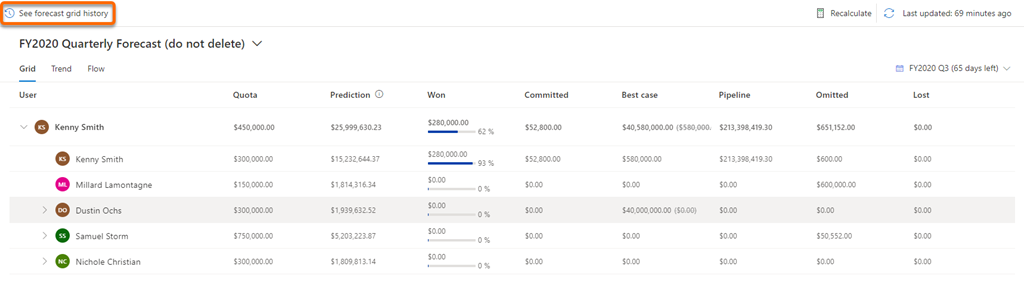 See forecast grid history
Recalculate
Last updated: 69 minutes ago
FY2020 Quarterly Forecast (do not delete)
Grid Trend Flow
FY2020 Q3 (65 days left)
User Quota Prediction Won Committed Best case Pipeline Omitted Lost
KS Kenny Smith $450,000.00 $25,999,630.23 $280,000.00 62 % $52,800.00 $40,580,000.00 ($580,000. $213,398,419.30 $651,152.00 $0.00
KS Kenny Smith $300,000.00 $15,232,644.37 $280,000.00 93 % $52,800.00 $580,000.00 $213,398,419.30 $600.00 $0.00
ML Millard Lamontagne $150,000.00 $1,814,316.34 $0.00 0 % $0.00 $0.00 $0.00 $600,000.00 $0.00
DO Dustin Ochs $300,000.00 $1,939,632.52 $0.00 0 % $0.00 $40,000,000.00 ($0.00) $0.00 $0.00 $0.00
SS Samuel Storm $750,000.00 $5,203,223.87 $0.00 0 % $0.00 $0.00 $0.00 $50,552.00 $0.00
NC Nichole Christian $300,000.00 $1,809,813.14 $0.00 0 % $0.00 $0.00 $0.00 $0.00 $0.00